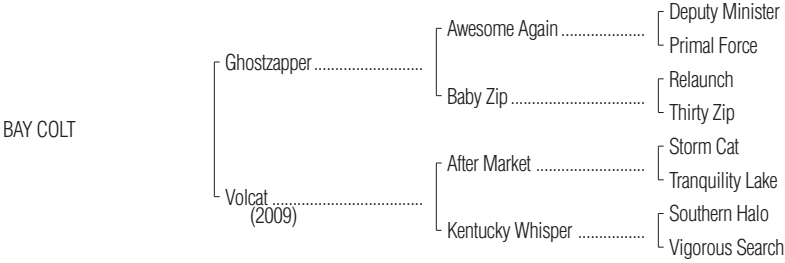 Deputy Minister
Awesome Again ....................
Primal Force
Ghostzapper ..........................
Relaunch
Baby Zip ................................
Thirty Zip
BAY COLT
Storm Cat
After Market ..........................
Tranquility Lake
Volcat ....................................
(2009)
Southern Halo
Kentucky Whisper ................
Vigorous Search